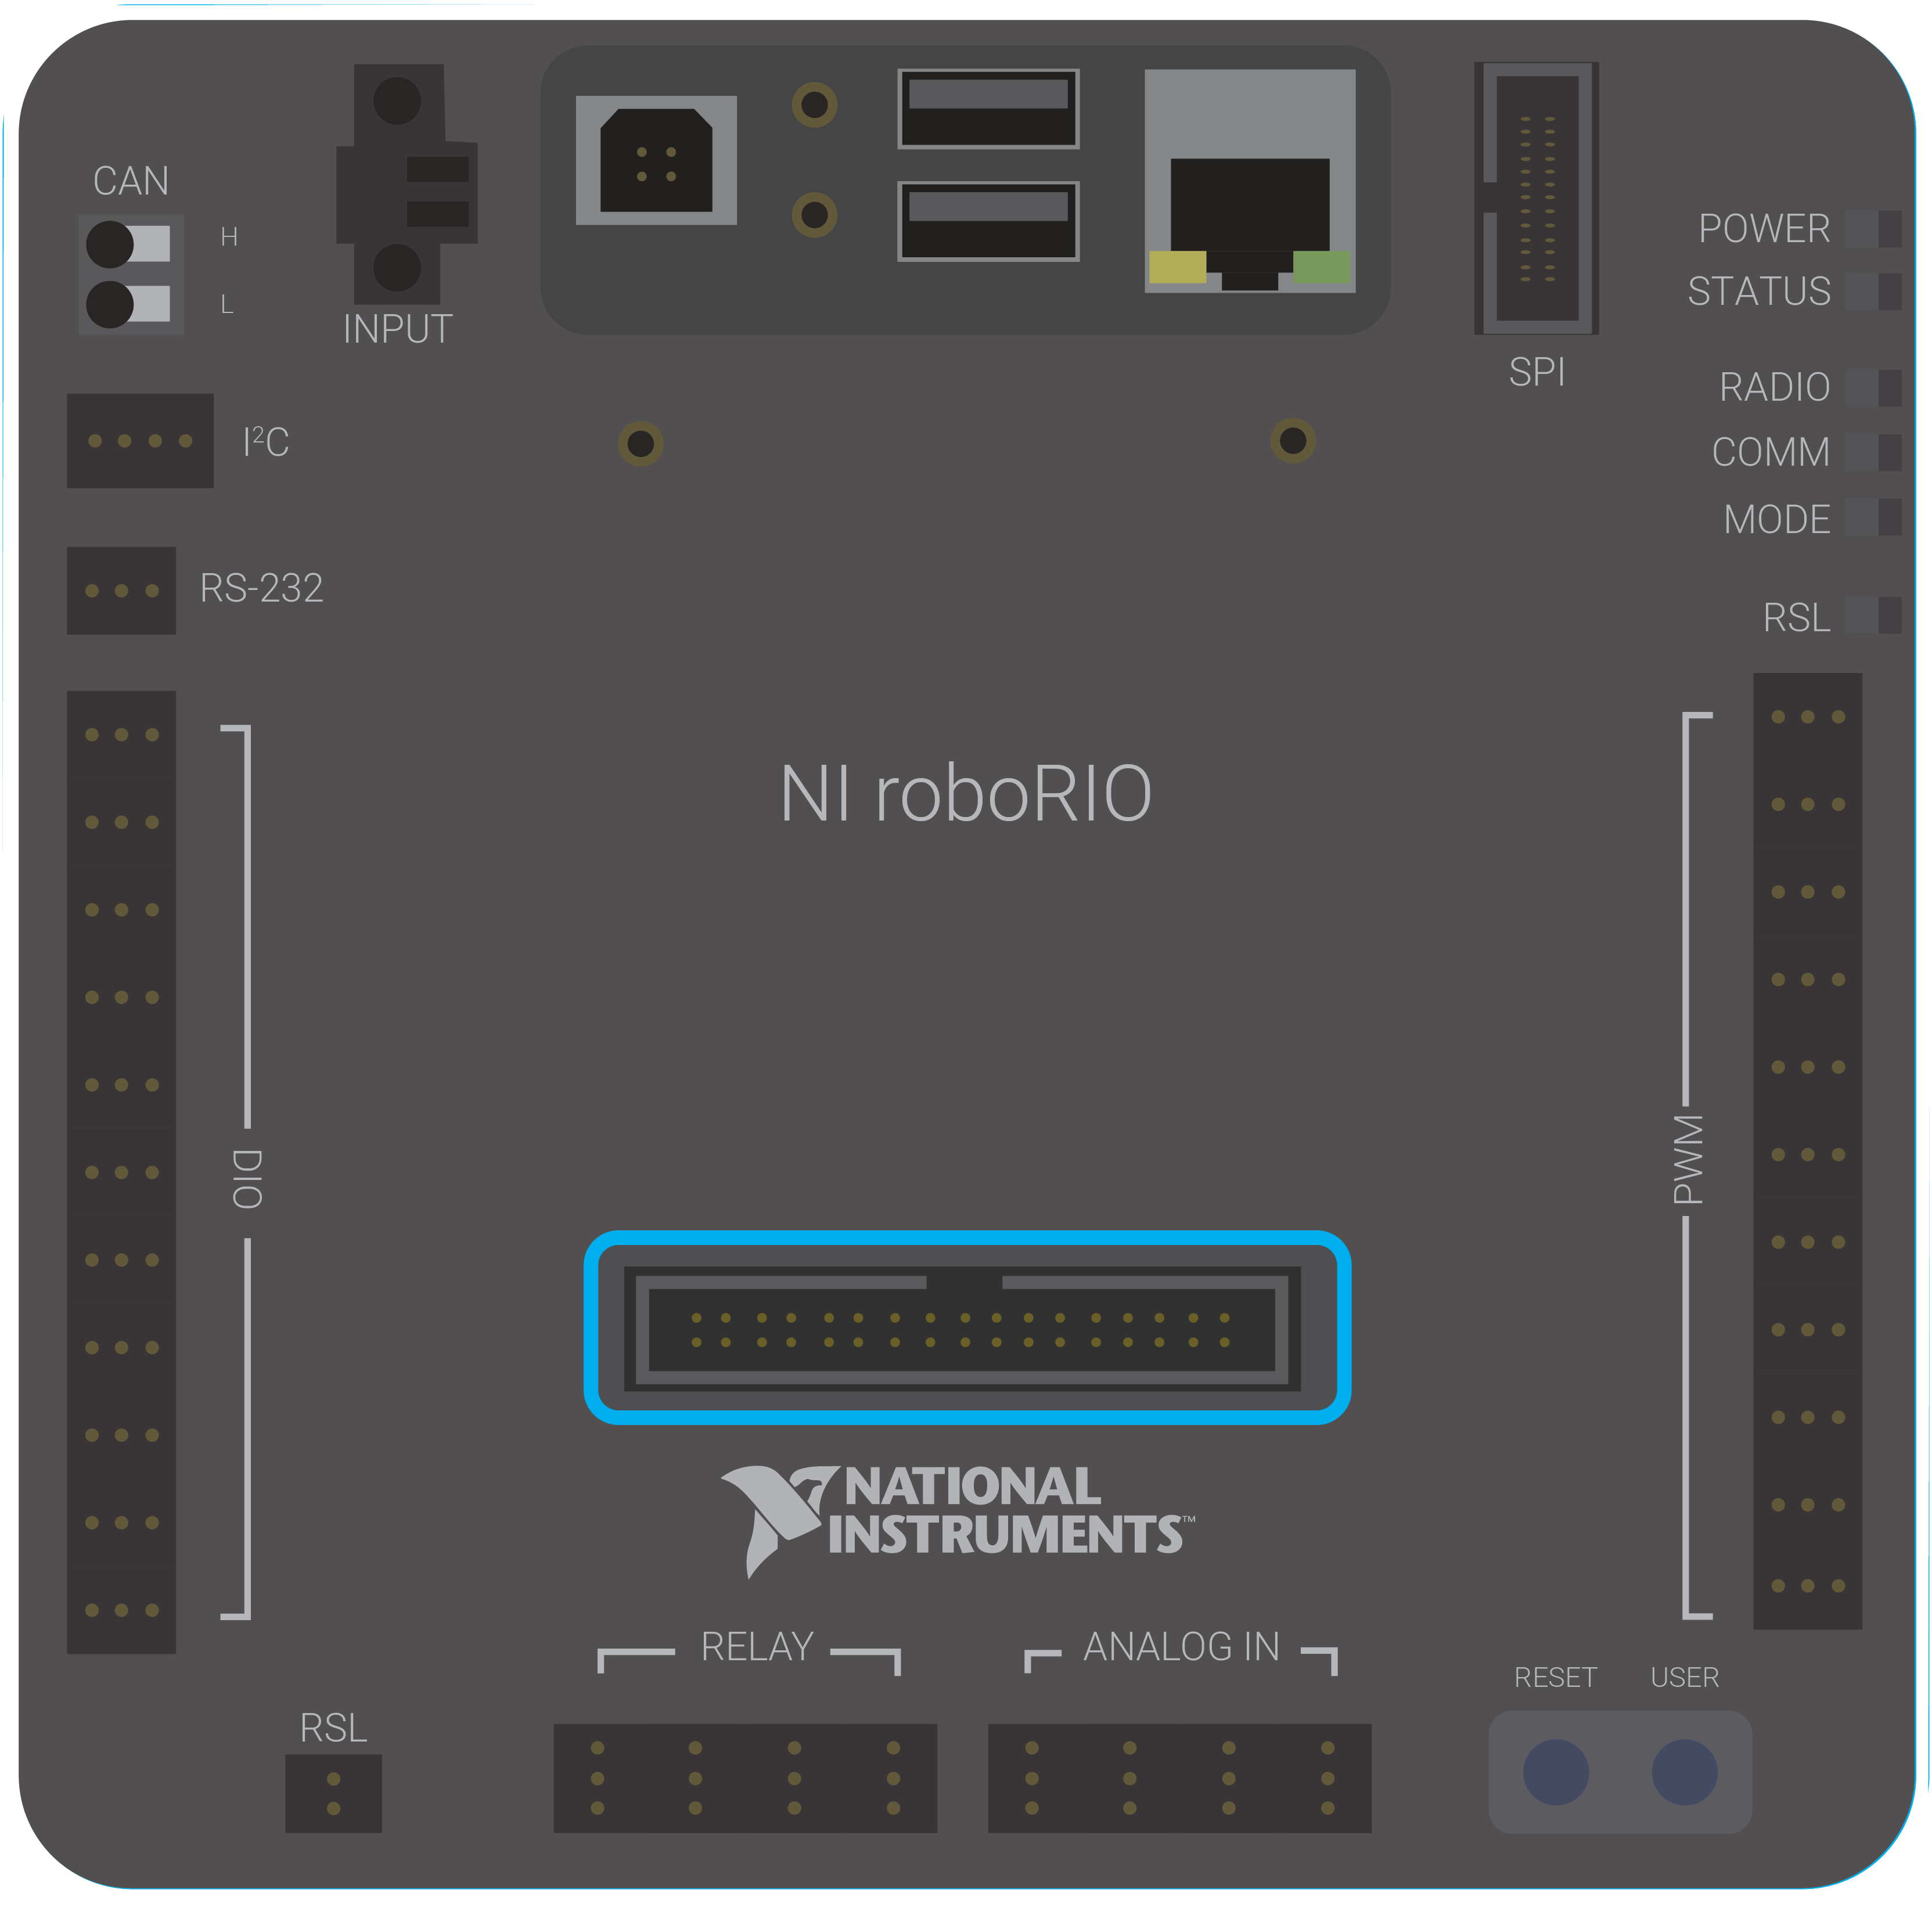 CAN
H
L
INPUT
SPI
POWER
STATUS
RADIO
COMM
MODE
RSL
I²C
RS-232
NI roboRIO
DIO
PWM
NATIONAL
INSTRUMENTS™
RELAY
ANALOG IN
RSL
RESET
USER